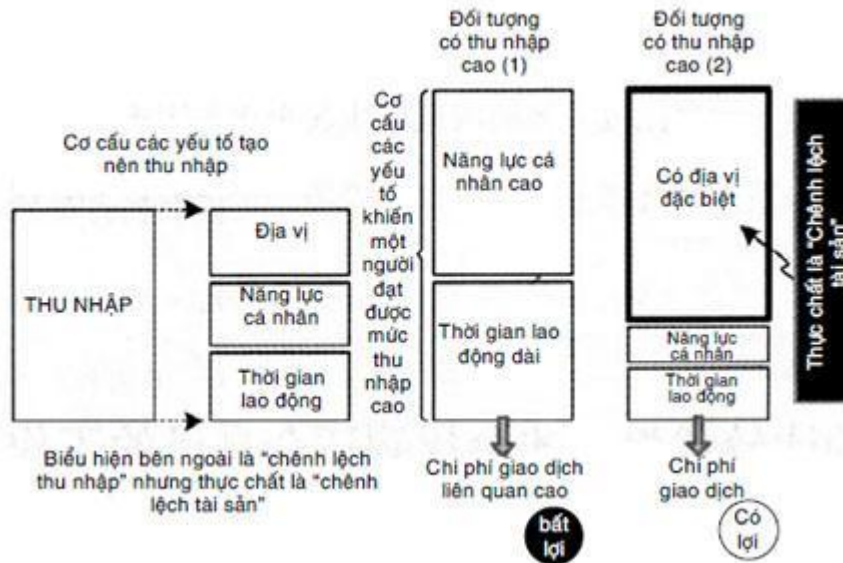 Đối tượng
có thu nhập
cao (1)
Đối tượng
có thu nhập
cao (2)
Cơ cấu các yếu tố tạo
nên thu nhập
THU NHẬP
Địa vị
Năng lực
cá nhân
Thời gian
lao động
Biểu hiện bên ngoài là “chênh lệch
thu nhập” nhưng thực chất là “chênh
lệch tài sản”
Cơ
cấu
các
yếu
tố
khiến
một
người
đạt
được
mức
thu
nhập
cao
Năng lực cá
nhân cao
Thời gian lao
động dài
Chi phí giao dịch
liên quan cao
bất
lợi
Có địa vị
đặc biệt
Năng lực
cá nhân
Thời gian
lao động
Chi phí
giao dịch
Có
lợi
Thực chất là “Chênh lệch
tài sản”